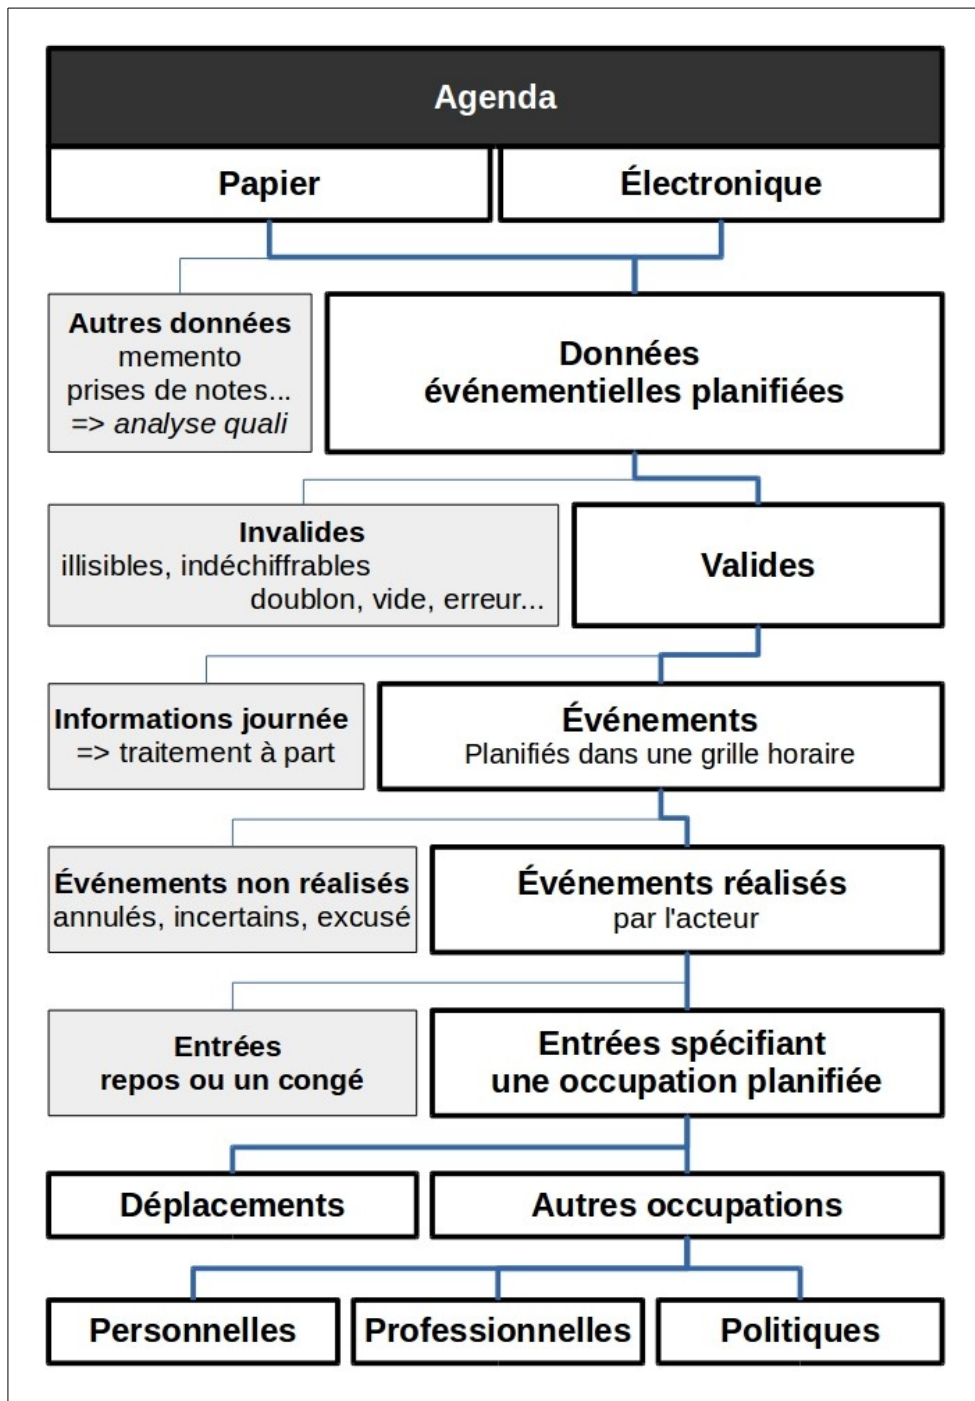 Agenda
Papier
Électronique
Autres données
memento
prises de notes...
=> analyse quali
Données
événementielles planifiées
Invalides
illisibles, indéchiffrables
doublon, vide, erreur...
Valides
Informations journée
=> traitement à part
Événements
Planifiés dans une grille horaire
Événements non réalisés
annulés, incertains, excusé
Événements réalisés
par l'acteur
Entrées
repos ou un congé
Entrées spécifiant
une occupation planifiée
Déplacements
Autres occupations
Personnelles
Professionnelles
Politiques